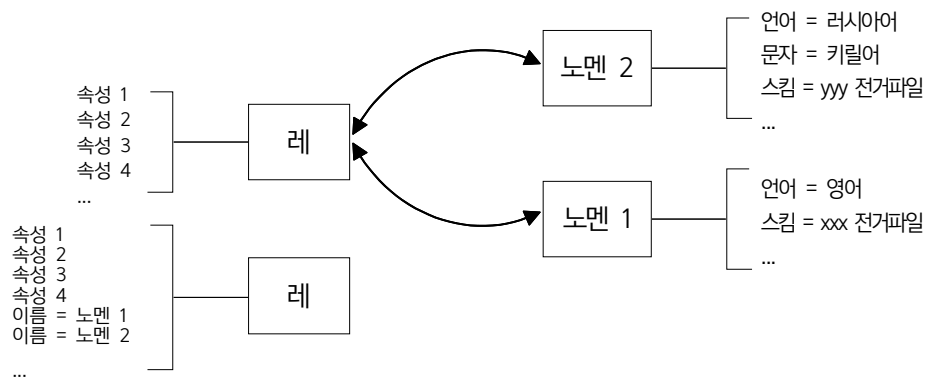 속성 1
속성 2
속성 3
속성 4
...
레
노멘 2
언어 = 러시아어
문자 = 키릴어
스킴 = yyy 전거파일
...
노멘 1
언어 = 영어
스킴 = xxx 전거파일
...
속성 1
속성 2
속성 3
속성 4
이름 = 노멘 1
이름 = 노멘 2
...
레